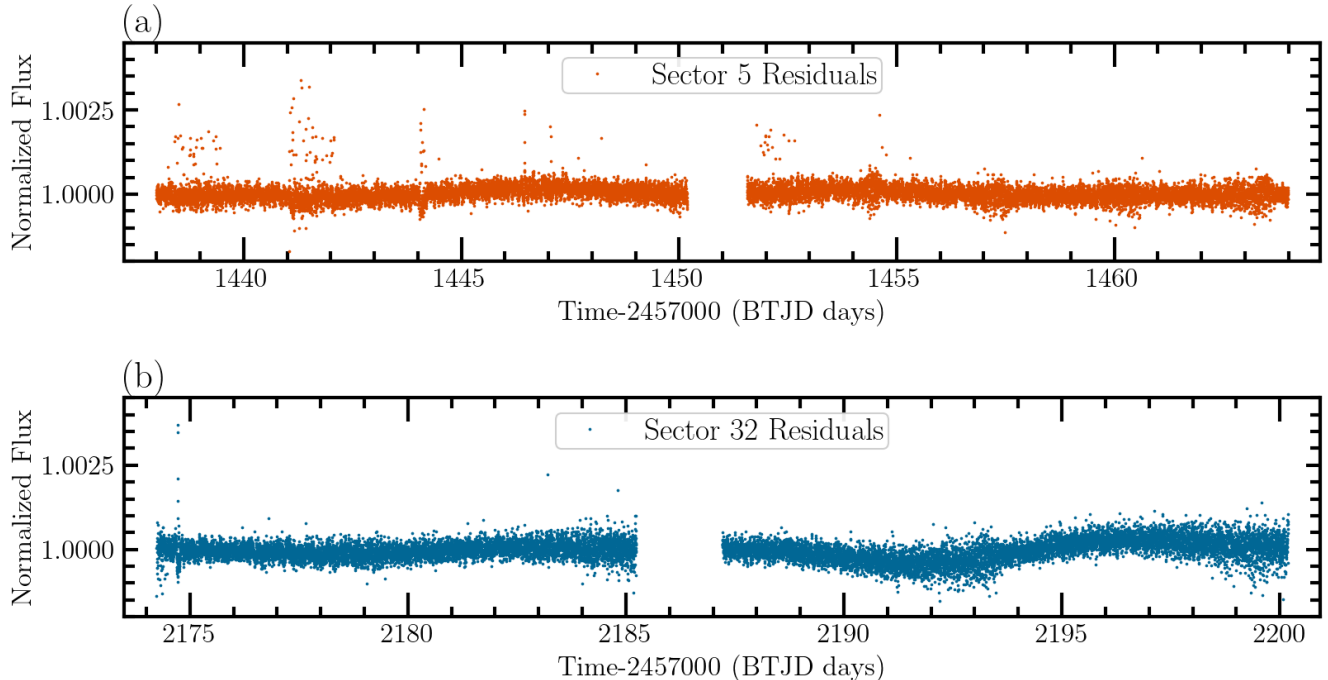 (a)
Sector 5 Residuals
Normalized Flux
1.0025
1.0000
1440 1445 1450 1455 1460
Time-2457000 (BTJD days)
(b)
Sector 32 Residuals
Normalized Flux
1.0025
1.0000
2175 2180 2185 2190 2195 2200
Time-2457000 (BTJD days)